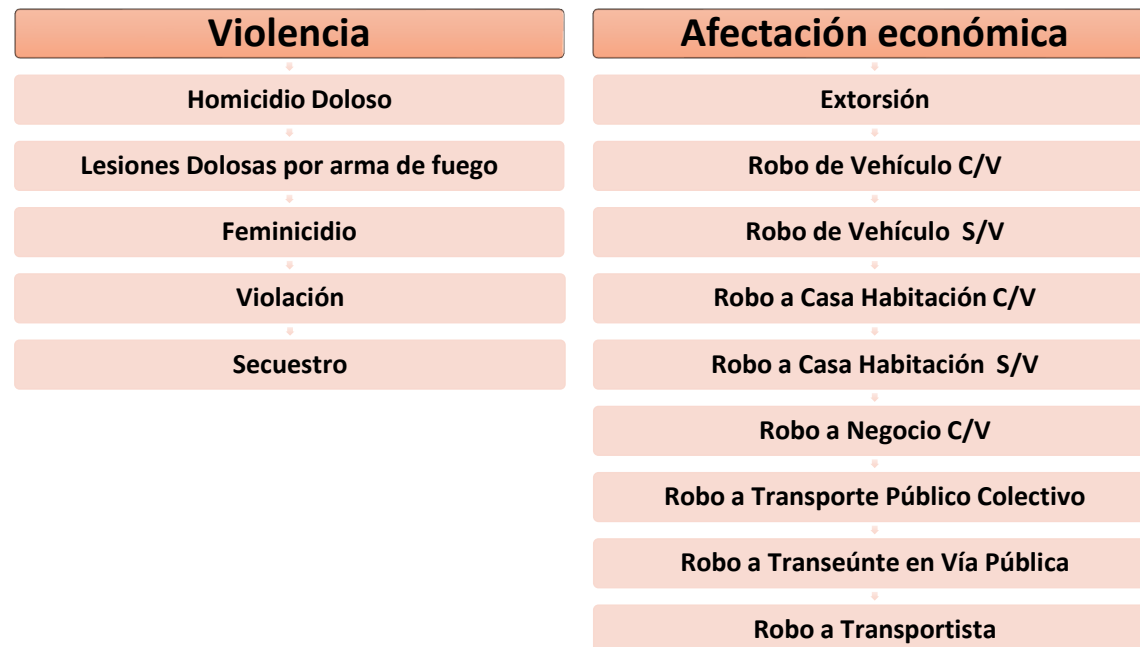 Violencia
Homicidio Doloso
Lesiones Dolosas por arma de fuego
Feminicidio
Violación
Secuestro
Afectación económica
Extorsión
Robo de Vehículo C/V
Robo de Vehículo S/V
Robo a Casa Habitación C/V
Robo a Casa Habitación S/V
Robo a Negocio C/V
Robo a Transporte Público Colectivo
Robo a Transeúnte en Vía Pública
Robo a Transportista